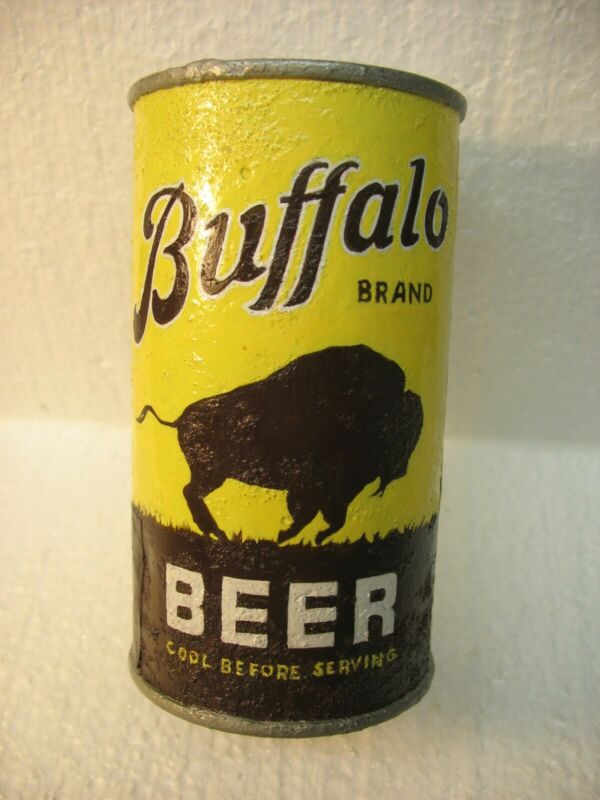 Buffalo
BRAND
BEER
COOL BEFORE SERVING